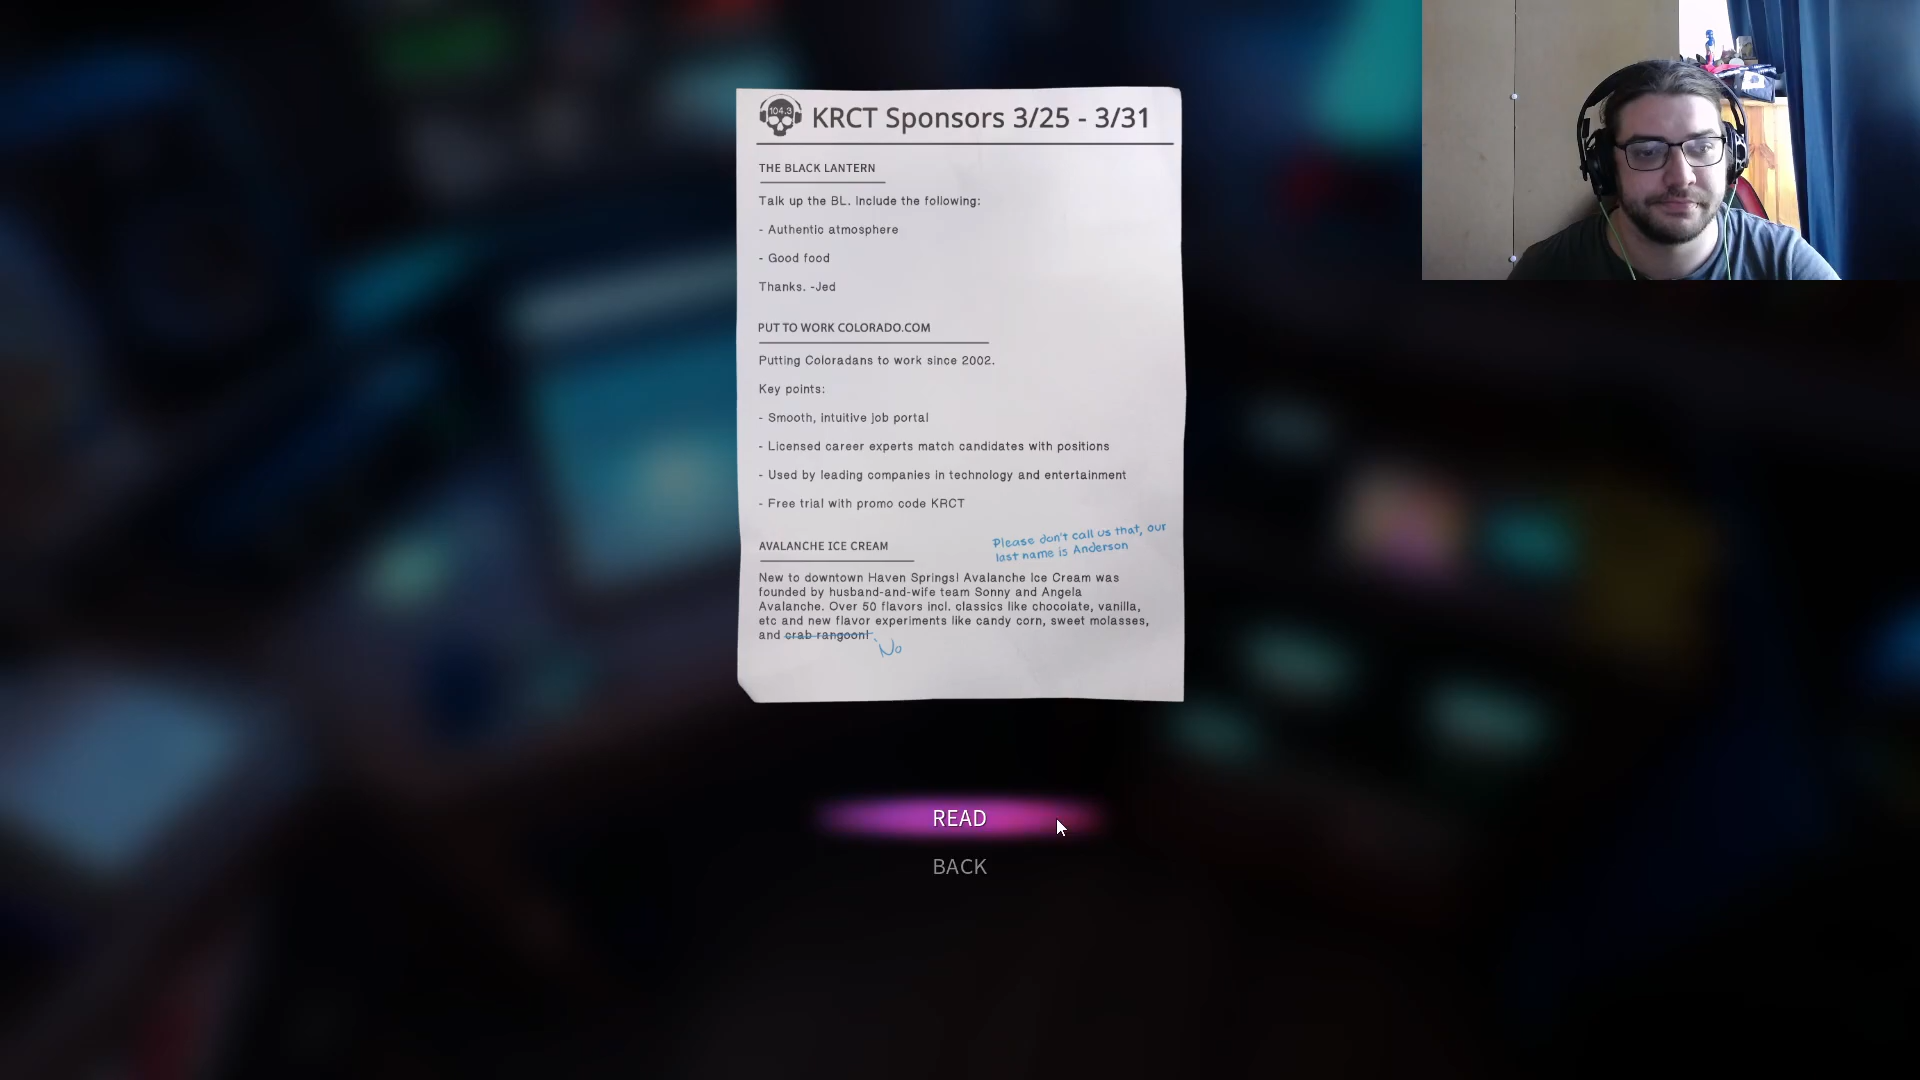 104.3
KRCT Sponsors 3/25 - 3/31
THE BLACK LANTERN
Talk up the BL. Include the following:
- Authentic atmosphere
- Good food
Thanks. -Jed
PUT TO WORK COLORADO.COM
Putting Coloradans to work since 2002.
Key points:
- Smooth, intuitive job portal
- Licensed career experts match candidates with positions
- Used by leading companies in technology and entertainment
- Free trial with promo code KRCT
Please don't call us that, our
last name is Anderson
AVALANCHE ICE CREAM
New to downtown Haven Springs! Avalanche Ice Cream was
founded by husband-and-wife team Sonny and Angela
Avalanche. Over 50 flavors incl. classics like chocolate, vanilla,
etc and new flavor experiments like candy corn, sweet molasses,
and crab rangoon!
No
READ
BACK